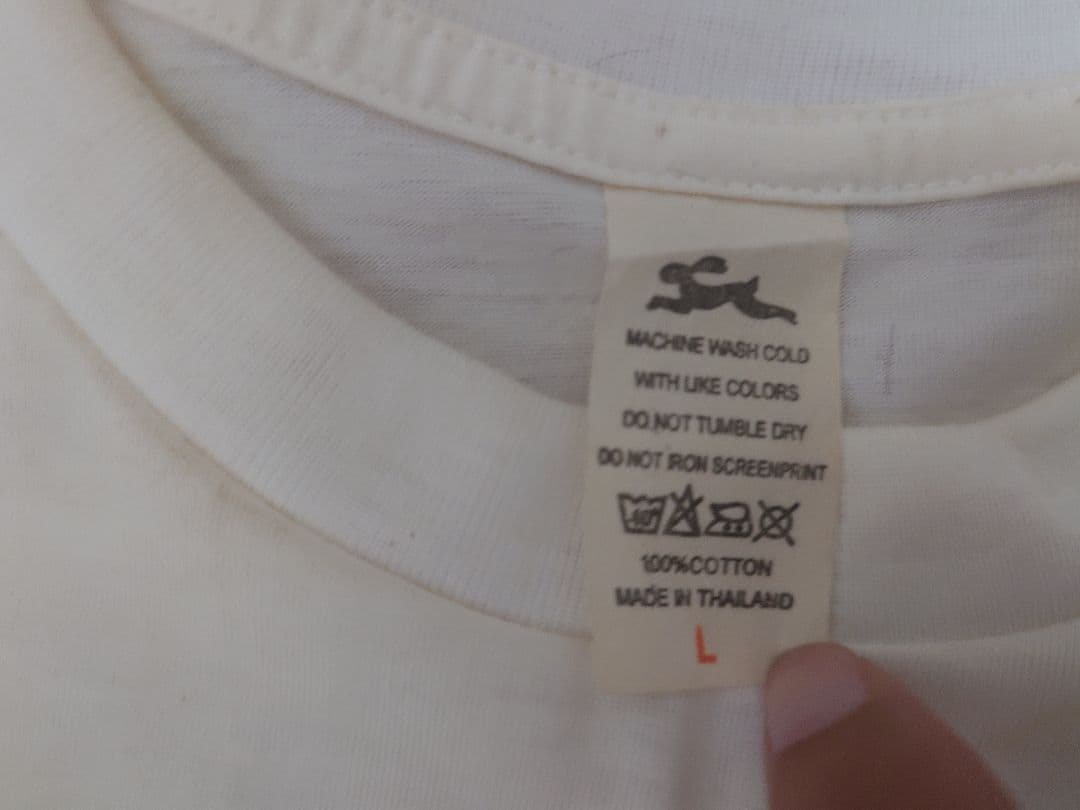 MACHINE WASH COLD
WITH LIKE COLORS
DO NOT TUMBLE DRY
DO NOT IRON SCREENPRINT
40°
100%COTTON
MADE IN THAILAND
L